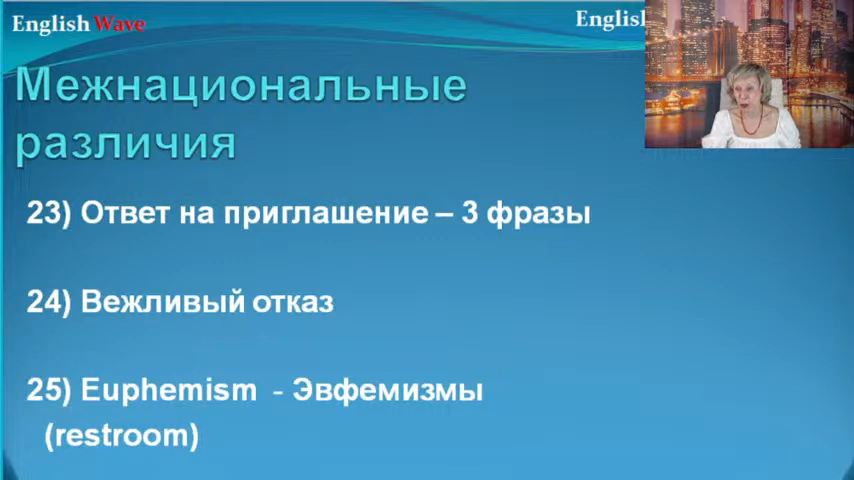 English Wave
English
Межнациональные
различия
23) Ответ на приглашение – 3 фразы
24) Вежливый отказ
25) Euphemism - Эвфемизмы
(restroom)